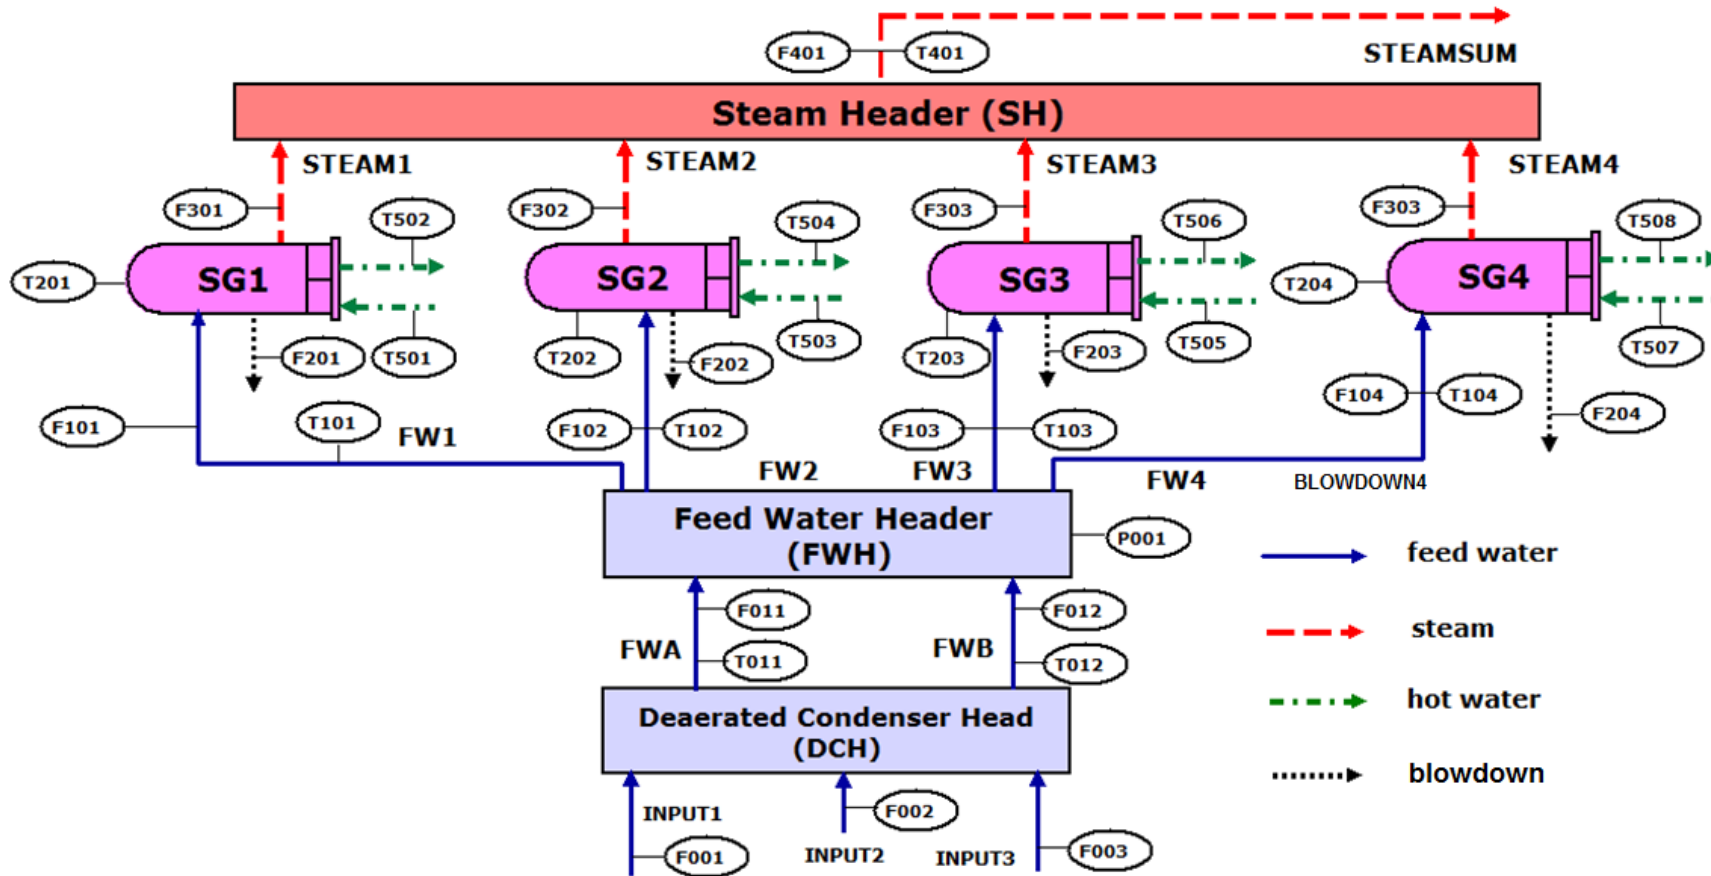 F401
T401
STEAMSUM
Steam Header (SH)
STEAM1
STEAM2
STEAM3
STEAM4
F301
T502
F302
T504
F303
T506
F303
T508
T201
SG1
SG2
SG3
T204
SG4
F201
T501
T202
F202
T503
T203
F203
T505
T507
F101
T101
FW1
F102
T102
F103
T103
F104
T104
F204
FW2
FW3
FW4
BLOWDOWN4
Feed Water Header
(FWH)
P001
feed water
F011
F012
FWA
T011
FWB
T012
steam
Deaerated Condenser Head
(DCH)
hot water
blowdown
INPUT1
F001
F002
INPUT2
INPUT3
F003